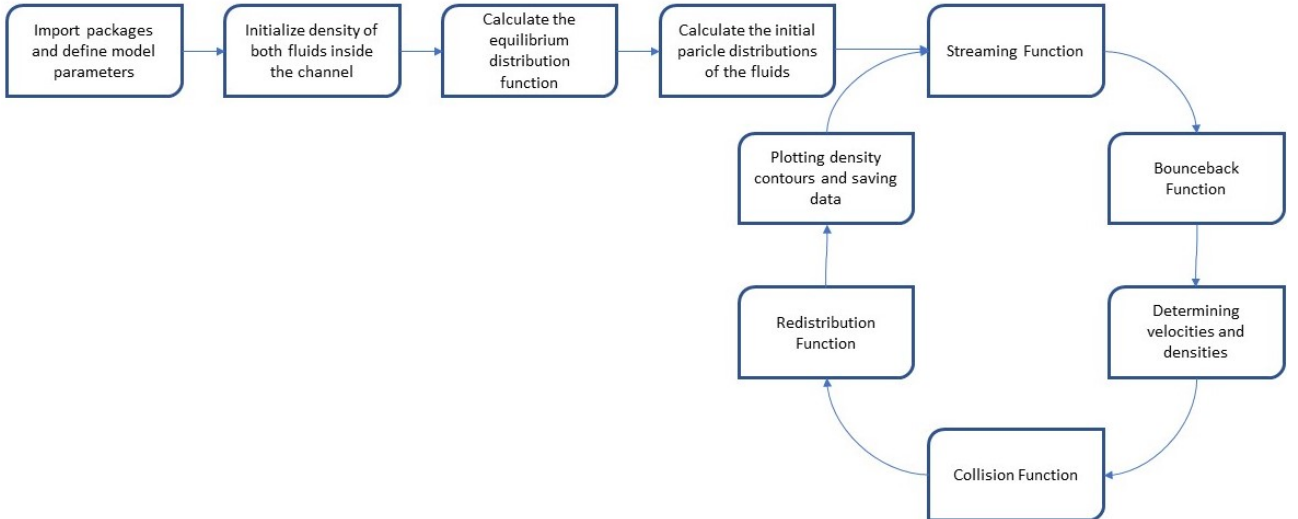 Import packages
and define model
parameters
Initialize density of
both fluids inside
the channel
Calculate the
equilibrium
distribution
function
Calculate the initial
paricle distributions
of the fluids
Streaming Function
Bounceback
Function
Determining
velocities and
densities
Collision Function
Redistribution
Function
Plotting density
contours and saving
data